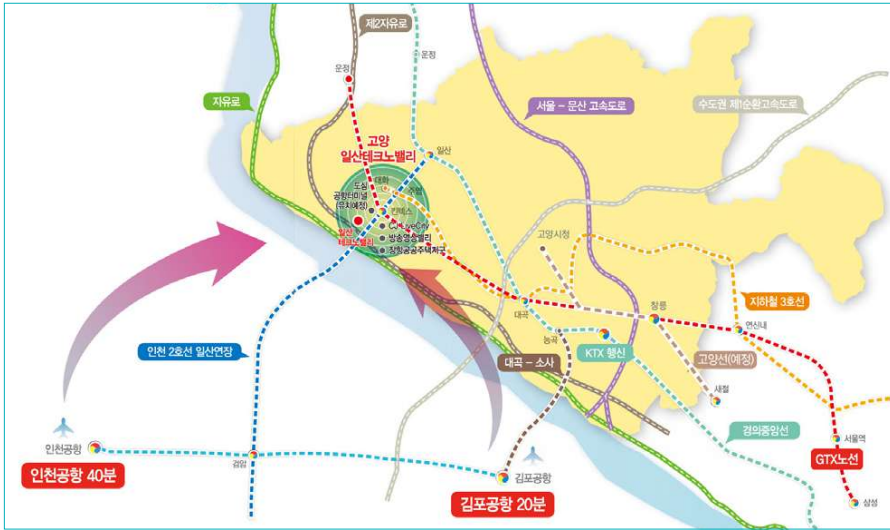 제2자유로
운정
운정
자유로
서울 – 문산 고속도로
수도권 제1순환고속도로
고양
일산테크노밸리
일산
대화
주엽
도심
공항터미널
(유치예정)
킨텍스
CJ LiveCity
방송영상밸리
장항공공주택지구
일산
테크노밸리
고양시청
대곡
창릉
지하철 3호선
연신내
인천 2호선 일산연장
능곡
대곡 – 소사
KTX 행신
고양선(예정)
새절
경의중앙선
인천공항
인천공항 40분
검암
김포공항
김포공항 20분
서울역
GTX노선
삼성